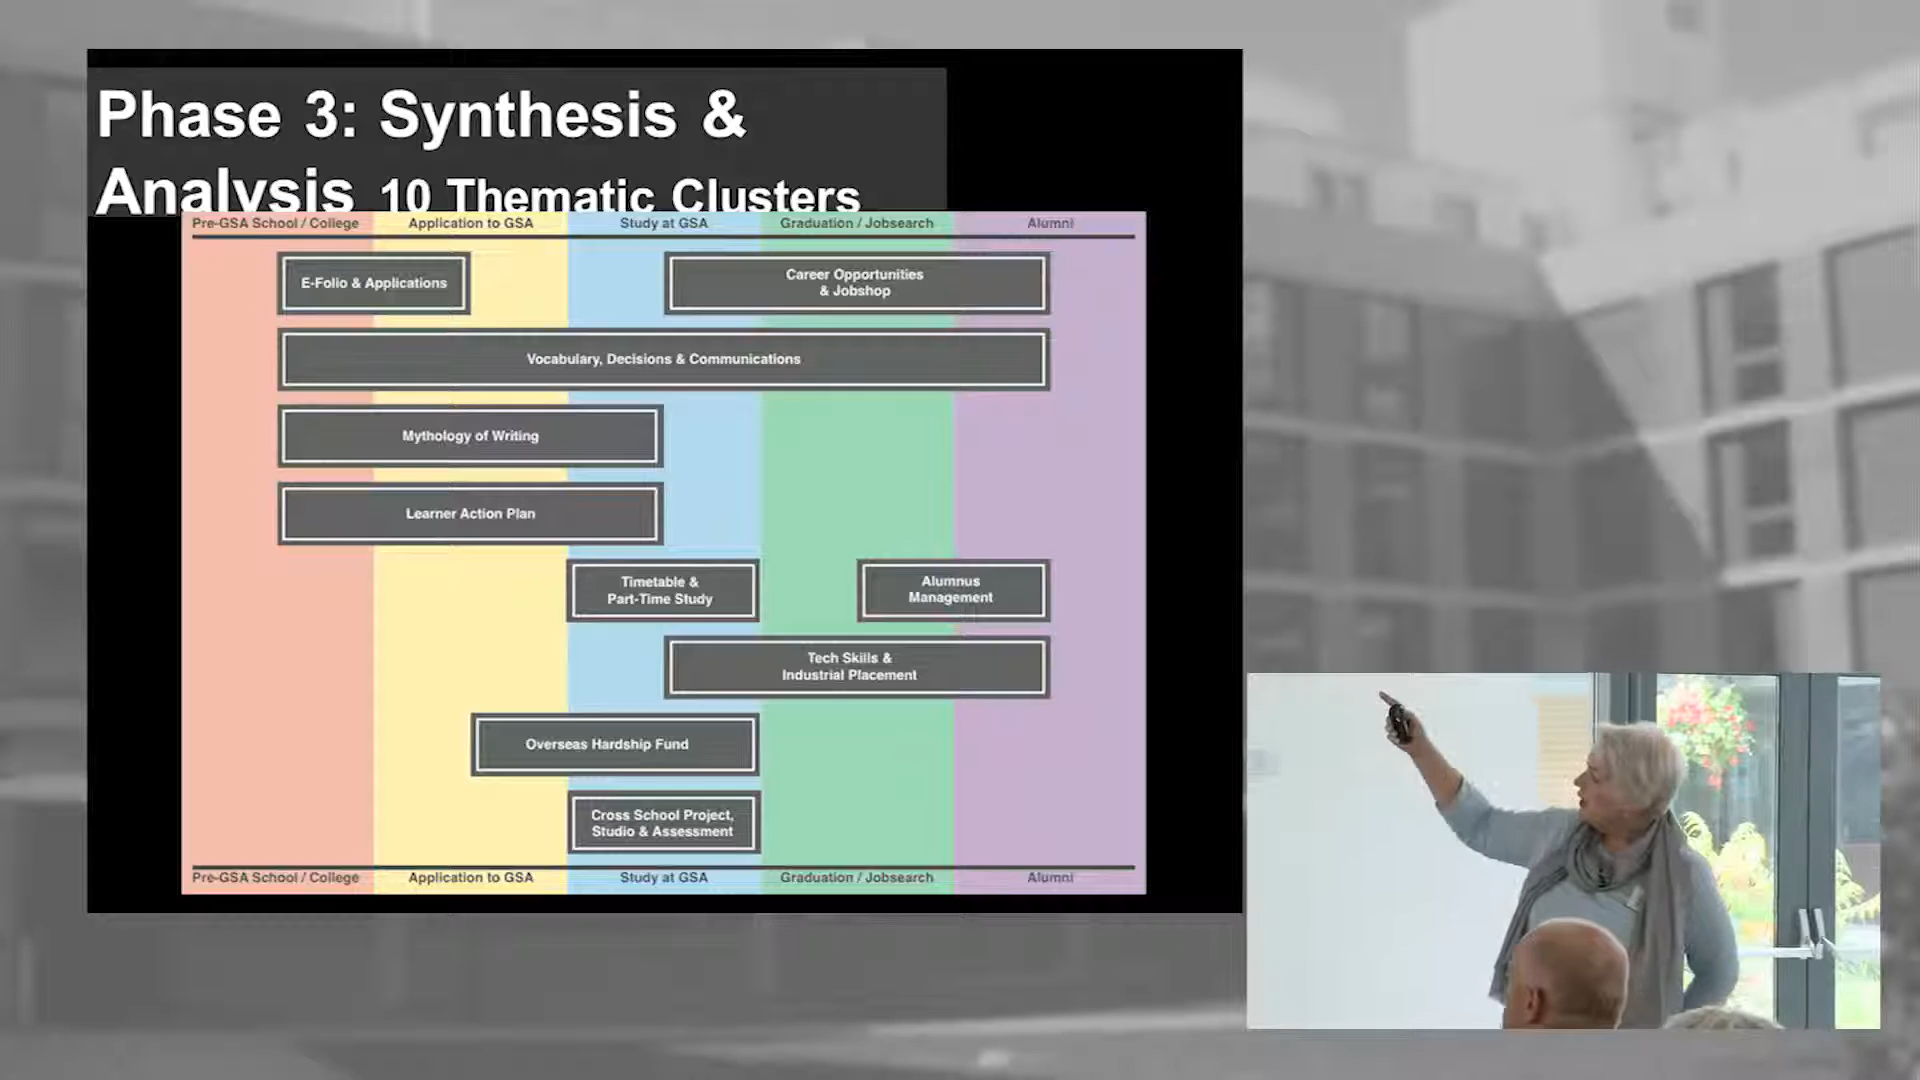 Phase 3: Synthesis &
Analysis 10 Thematic Clusters
Pre-GSA School / College Application to GSA Study at GSA Graduation / Jobsearch Alumni
E-Folio & Applications
Career Opportunities
& Jobshop
Vocabulary, Decisions & Communications
Mythology of Writing
Learner Action Plan
Timetable &
Part-Time Study
Alumnus
Management
Tech Skills &
Industrial Placement
Overseas Hardship Fund
Cross School Project,
Studio & Assessment
Pre-GSA School / College Application to GSA Study at GSA Graduation / Jobsearch Alumni